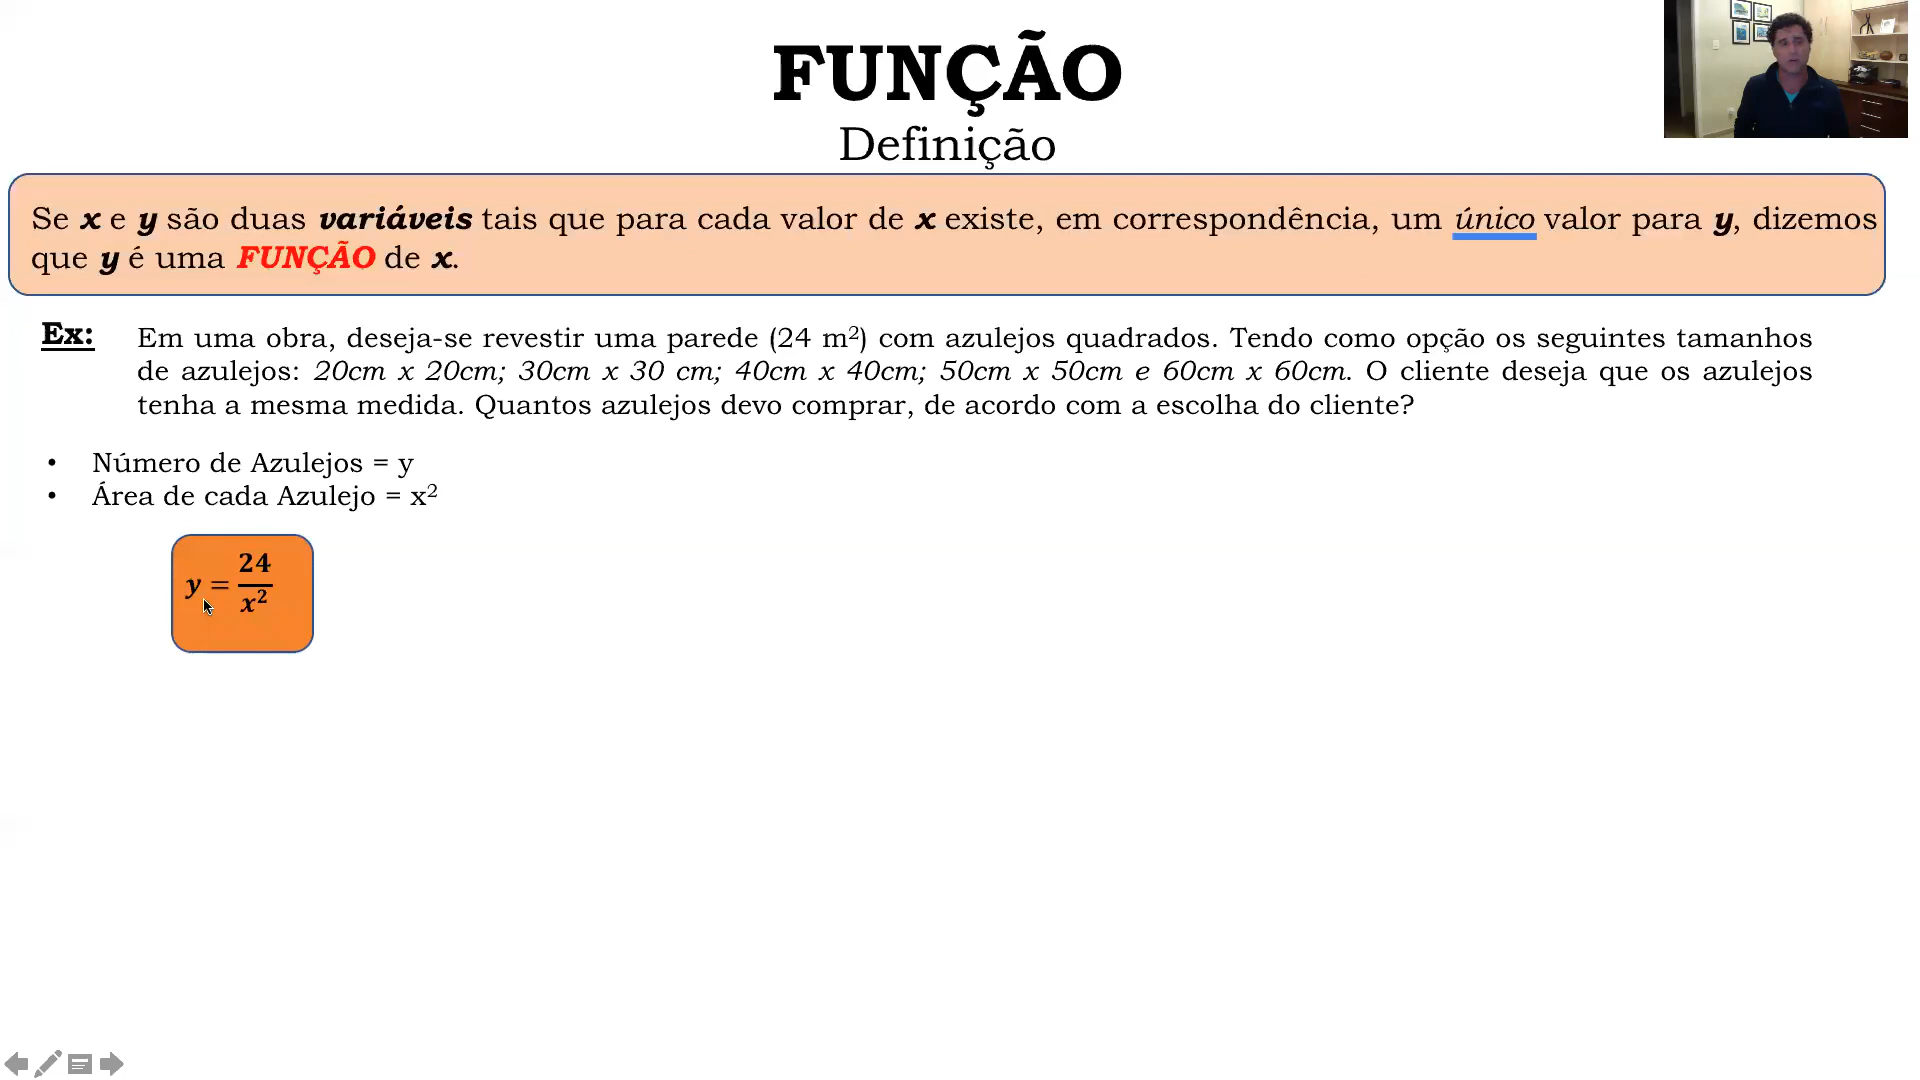 FUNÇÃO
Definição
Se x e y são duas variáveis tais que para cada valor de x existe, em correspondência, um único valor para y, dizemos
que y é uma FUNÇÃO de x.
Ex: Em uma obra, deseja-se revestir uma parede (24 m²) com azulejos quadrados. Tendo como opção os seguintes tamanhos
de azulejos: 20cm x 20cm; 30cm x 30 cm; 40cm x 40cm; 50cm x 50cm e 60cm x 60cm. O cliente deseja que os azulejos
tenha a mesma medida. Quantos azulejos devo comprar, de acordo com a escolha do cliente?
• Número de Azulejos = y
• Área de cada Azulejo = x²
y = 24/x²